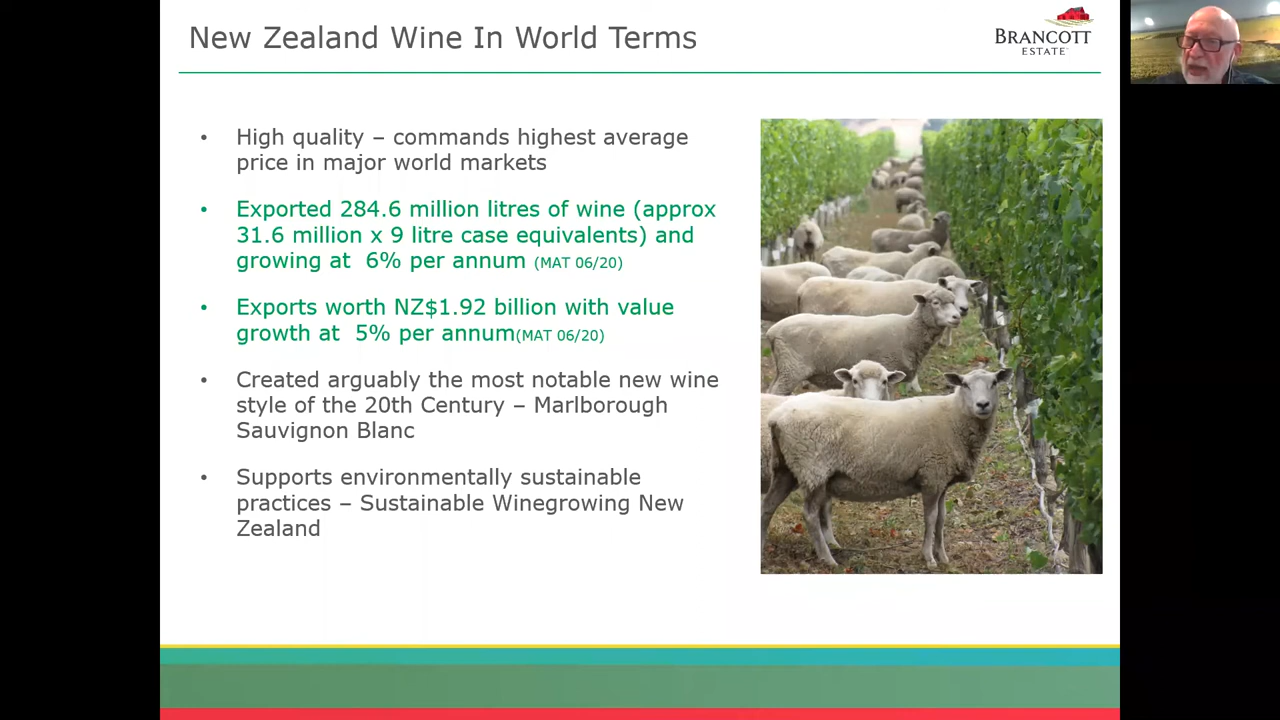 New Zealand Wine In World Terms
BRANCOTT
ESTATE
• High quality – commands highest average
price in major world markets
• Exported 284.6 million litres of wine (approx
31.6 million x 9 litre case equivalents) and
growing at 6% per annum (MAT 06/20)
• Exports worth NZ$1.92 billion with value
growth at 5% per annum(MAT 06/20)
• Created arguably the most notable new wine
style of the 20th Century – Marlborough
Sauvignon Blanc
• Supports environmentally sustainable
practices – Sustainable Winegrowing New
Zealand